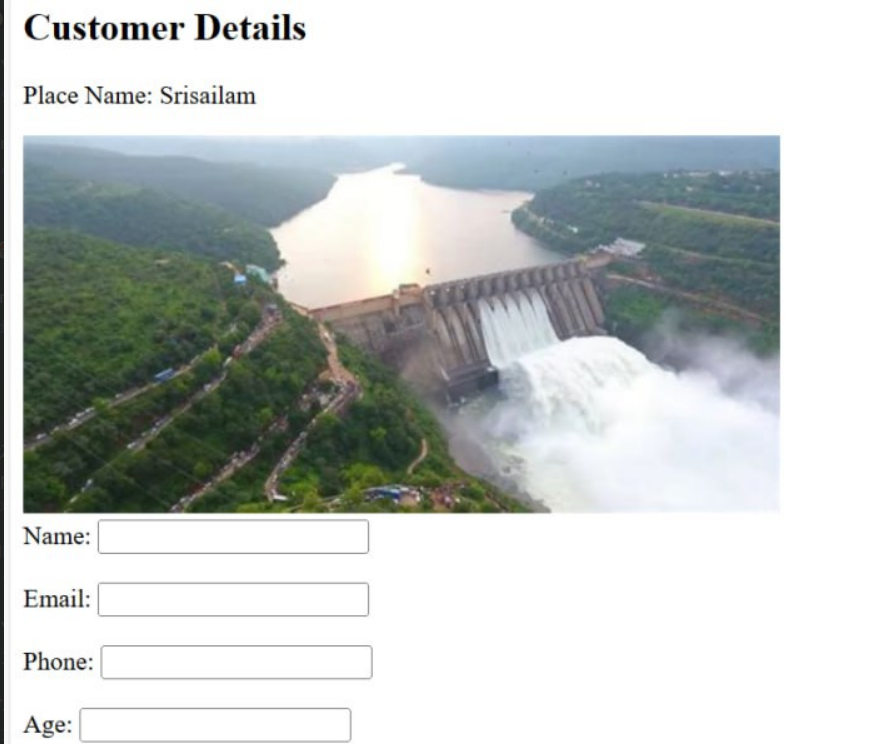 Customer Details
Place Name: Srisailam
Name:
Email:
Phone:
Age: